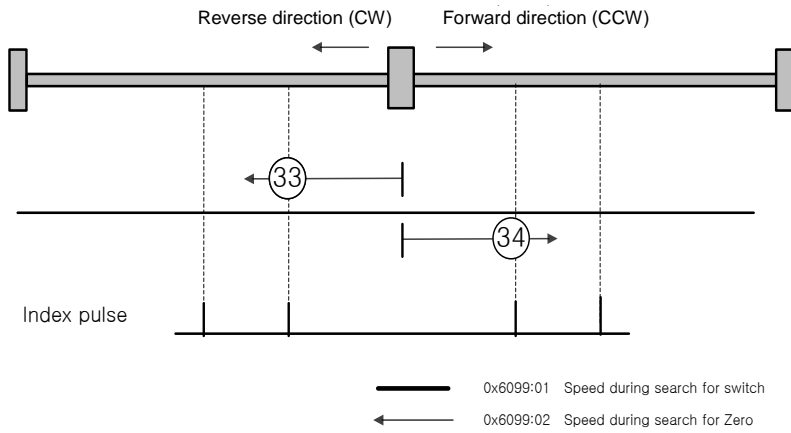 Reverse direction (CW) Forward direction (CCW)
33
34
Index pulse
0x6099:01 Speed during search for switch
0x6099:02 Speed during search for Zero